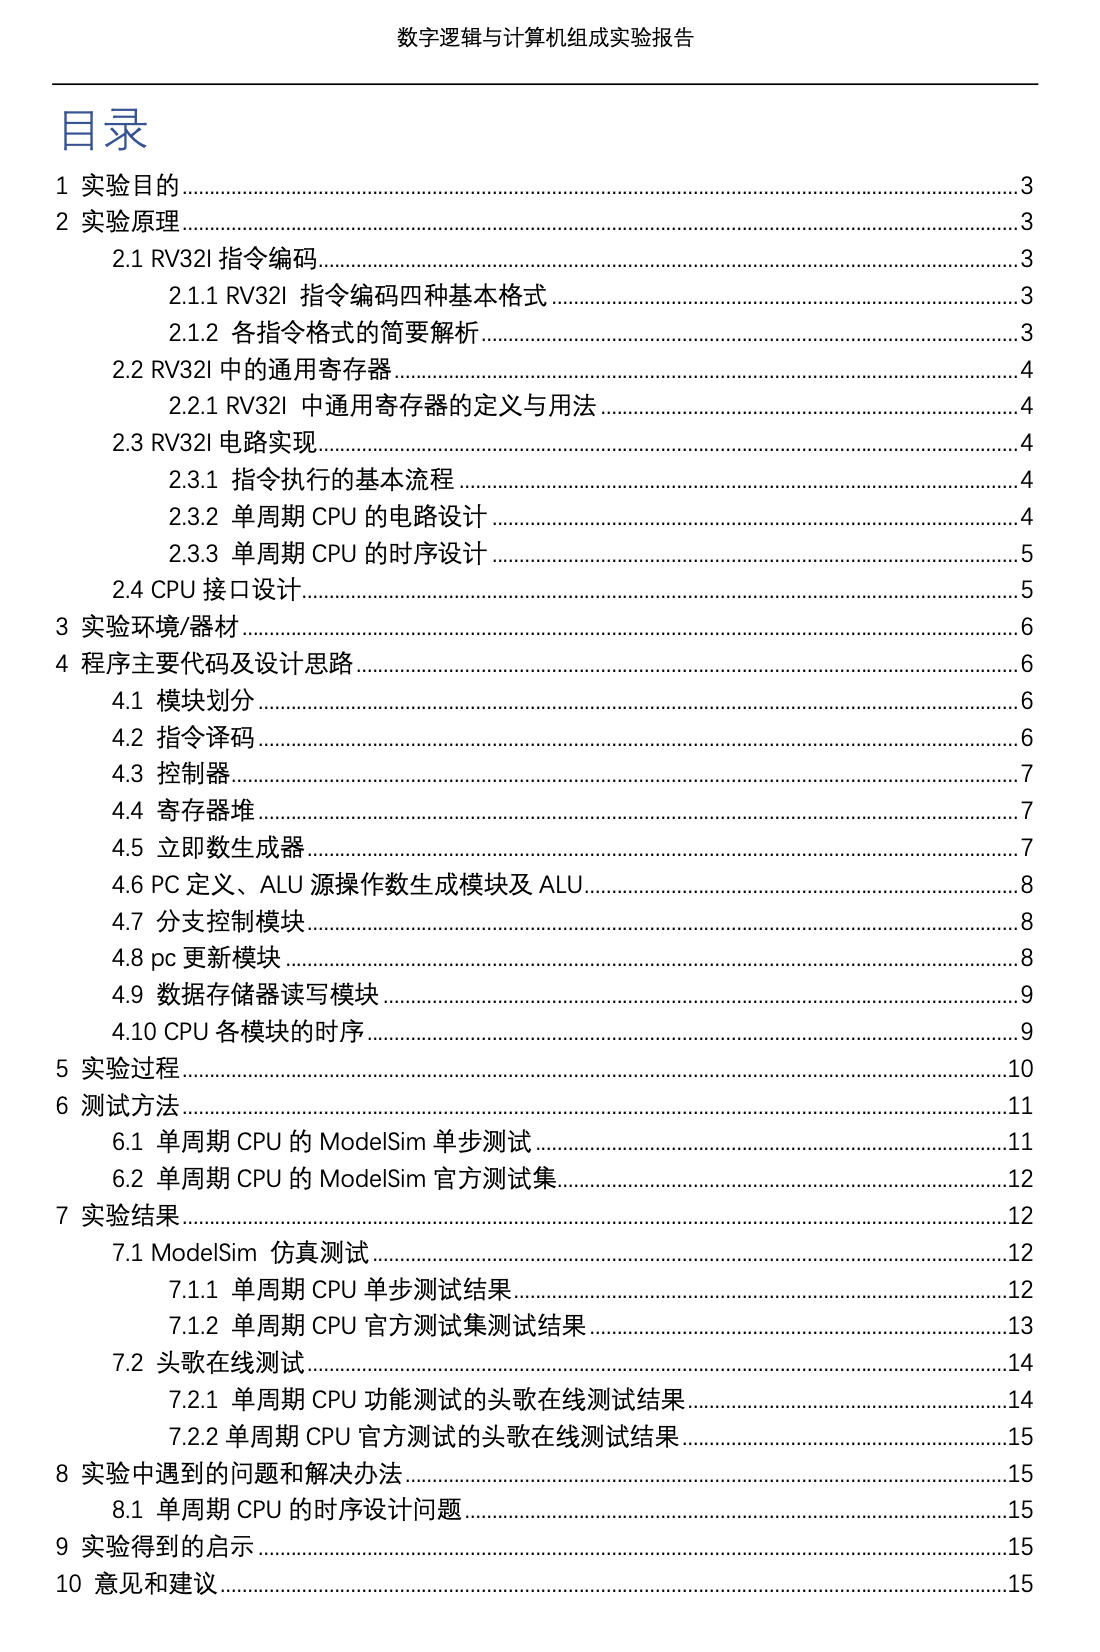 数字逻辑与计算机组成实验报告
目录
1 实验目的 3
2 实验原理 3
2.1 RV32I 指令编码 3
2.1.1 RV32I 指令编码四种基本格式 3
2.1.2 各指令格式的简要解析 3
2.2 RV32I 中的通用寄存器 4
2.2.1 RV32I 中通用寄存器的定义与用法 4
2.3 RV32I 电路实现 4
2.3.1 指令执行的基本流程 4
2.3.2 单周期 CPU 的电路设计 4
2.3.3 单周期 CPU 的时序设计 5
2.4 CPU 接口设计 5
3 实验环境/器材 6
4 程序主要代码及设计思路 6
4.1 模块划分 6
4.2 指令译码 6
4.3 控制器 7
4.4 寄存器堆 7
4.5 立即数生成器 7
4.6 PC 定义、ALU 源操作数生成模块及 ALU 8
4.7 分支控制模块 8
4.8 pc 更新模块 8
4.9 数据存储器读写模块 9
4.10 CPU 各模块的时序 9
5 实验过程 10
6 测试方法 11
6.1 单周期 CPU 的 ModelSim 单步测试 11
6.2 单周期 CPU 的 ModelSim 官方测试集 12
7 实验结果 12
7.1 ModelSim 仿真测试 12
7.1.1 单周期 CPU 单步测试结果 12
7.1.2 单周期 CPU 官方测试集测试结果 13
7.2 头歌在线测试 14
7.2.1 单周期 CPU 功能测试的头歌在线测试结果 14
7.2.2 单周期 CPU 官方测试的头歌在线测试结果 15
8 实验中遇到的问题和解决办法 15
8.1 单周期 CPU 的时序设计问题 15
9 实验得到的启示 15
10 意见和建议 15